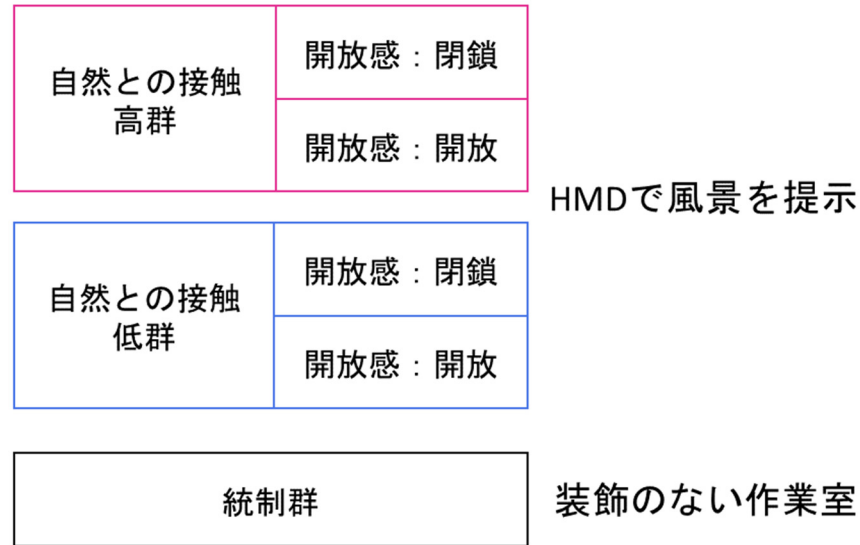 自然との接触
高群
開放感：閉鎖
開放感：開放
HMDで風景を提示
自然との接触
低群
開放感：閉鎖
開放感：開放
統制群
装飾のない作業室